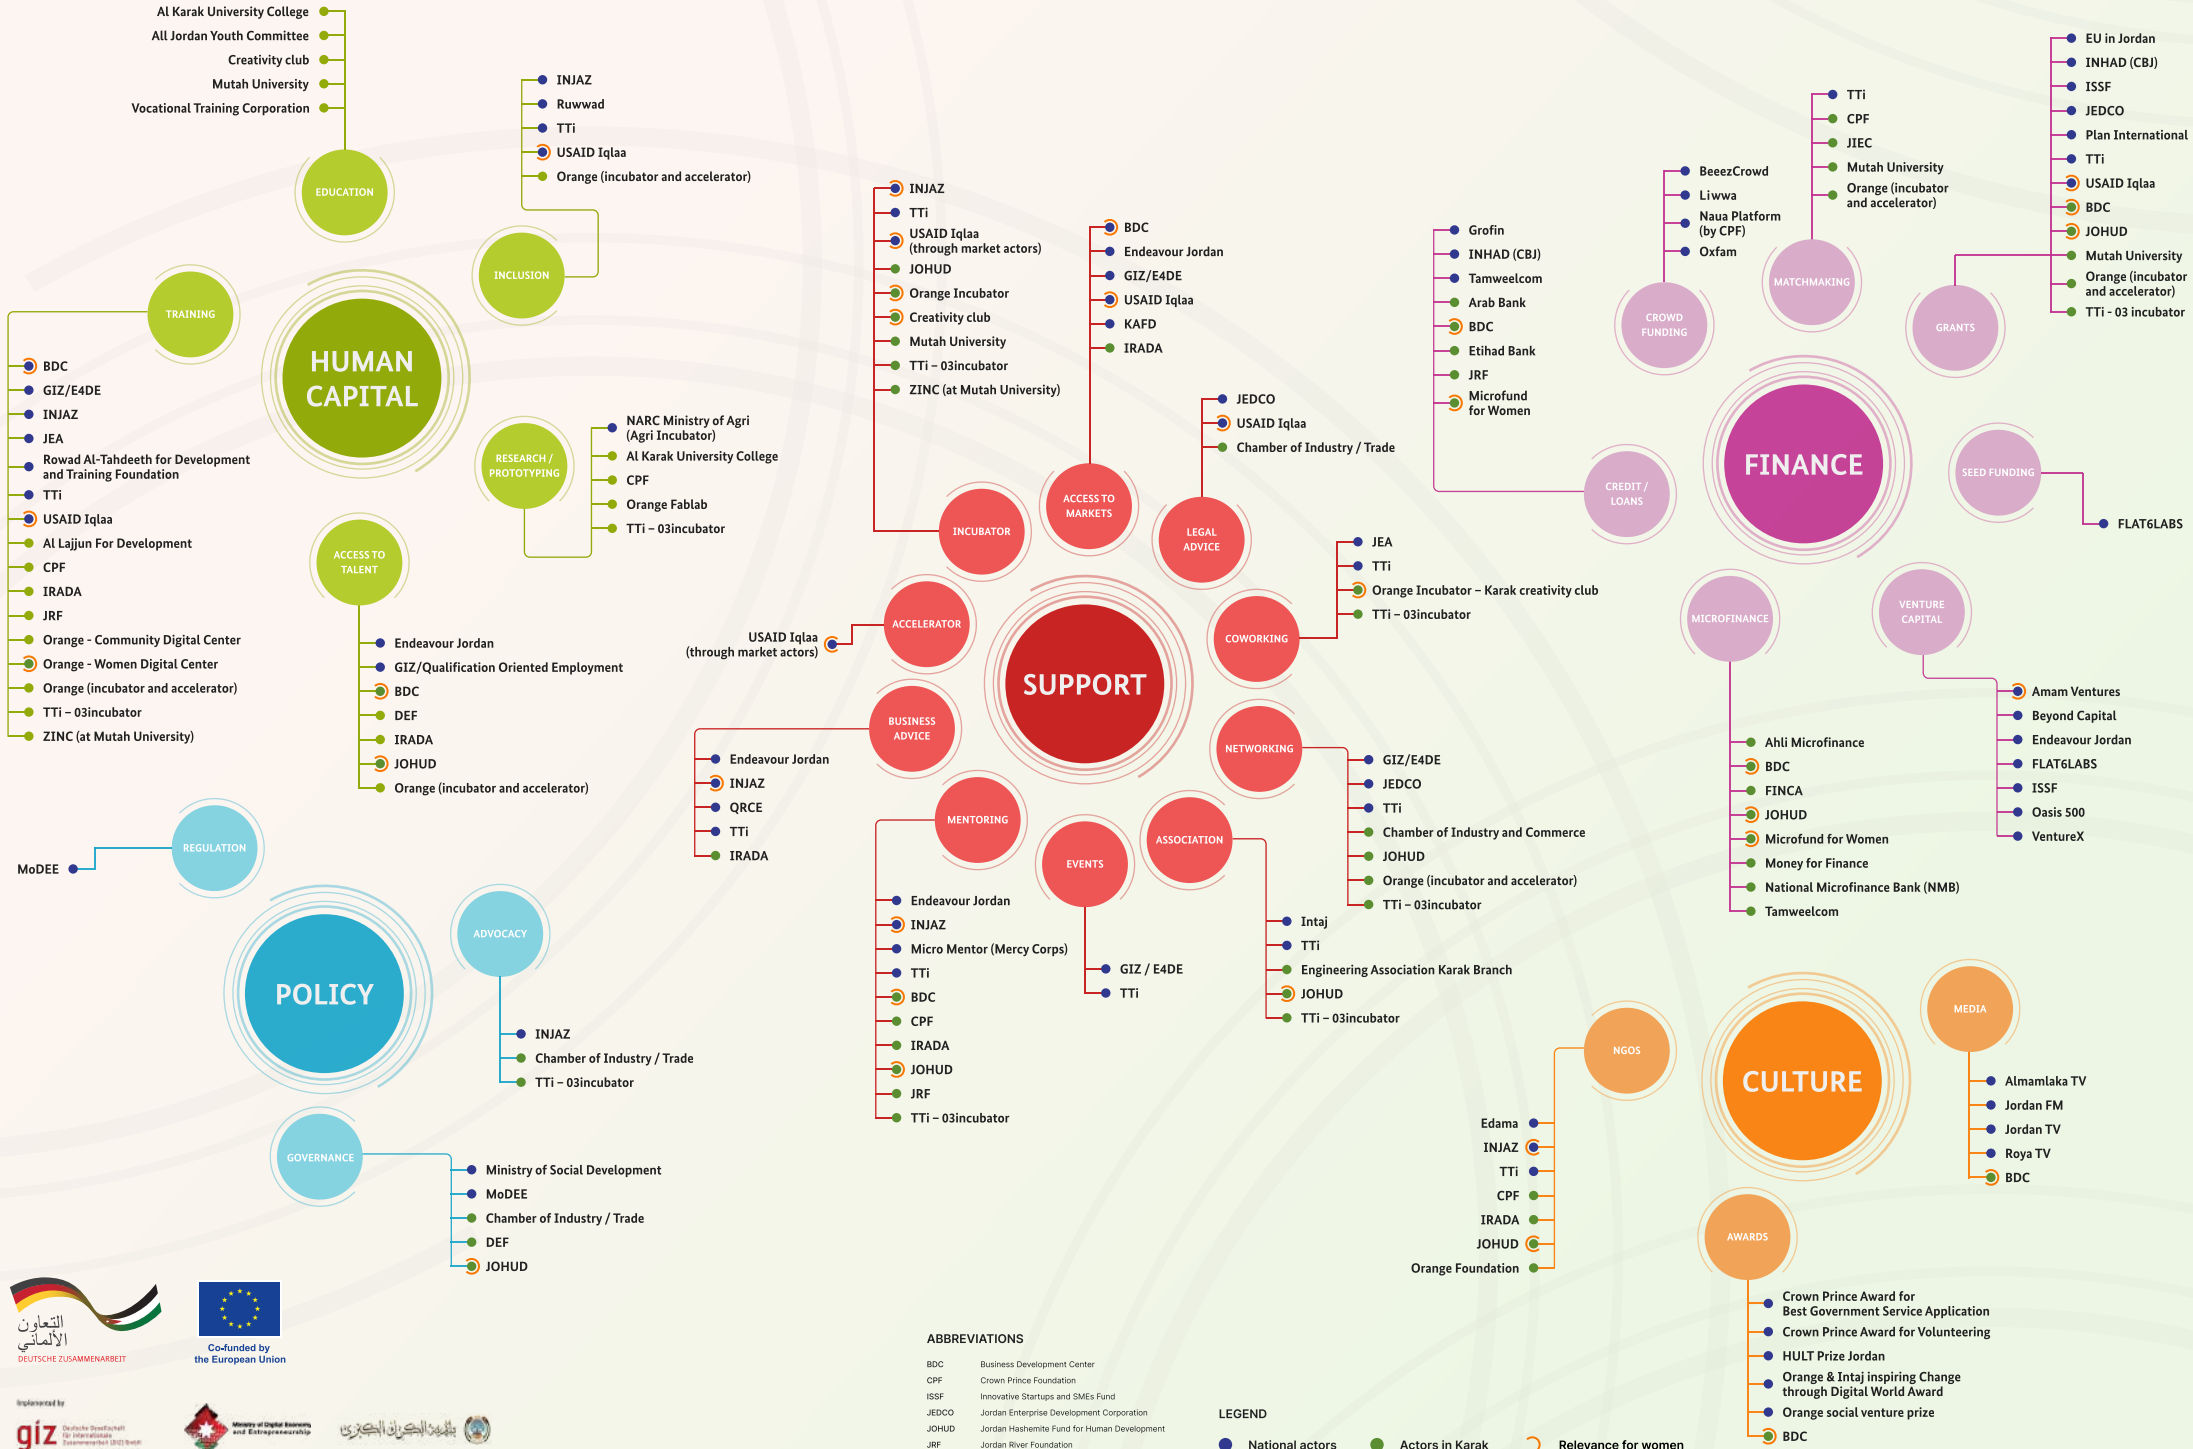 Al Karak University College
All Jordan Youth Committee
Creativity club
Mutah University
Vocational Training Corporation
EDUCATION
INJAZ
Ruwwad
TTi
USAID Iqlaa
Orange (incubator and accelerator)
INCLUSION
TRAINING
HUMAN
CAPITAL
BDC
GIZ/E4DE
INJAZ
JEA
Rowad Al-Tahdeeth for Development
and Training Foundation
TTi
USAID Iqlaa
Al Lajjun For Development
CPF
IRADA
JRF
Orange - Community Digital Center
Orange - Women Digital Center
Orange (incubator and accelerator)
TTi – 03incubator
ZINC (at Mutah University)
RESEARCH /
PROTOTYPING
NARC Ministry of Agri
(Agri Incubator)
Al Karak University College
CPF
Orange Fablab
TTi – 03incubator
ACCESS TO
TALENT
Endeavour Jordan
GIZ/Qualification Oriented Employment
BDC
DEF
IRADA
JOHUD
Orange (incubator and accelerator)
INJAZ
TTi
USAID Iqlaa
(through market actors)
JOHUD
Orange Incubator
Creativity club
Mutah University
TTi – 03incubator
ZINC (at Mutah University)
INCUBATOR
BDC
Endeavour Jordan
GIZ/E4DE
USAID Iqlaa
KAFD
IRADA
ACCESS TO
MARKETS
JEDCO
USAID Iqlaa
Chamber of Industry / Trade
LEGAL
ADVICE
JEA
TTi
Orange Incubator – Karak creativity club
TTi – 03incubator
COWORKING
ACCELERATOR
USAID Iqlaa
(through market actors)
SUPPORT
BUSINESS
ADVICE
Endeavour Jordan
INJAZ
QRCE
TTi
IRADA
NETWORKING
GIZ/E4DE
JEDCO
TTi
Chamber of Industry and Commerce
JOHUD
Orange (incubator and accelerator)
TTi – 03incubator
MENTORING
Endeavour Jordan
INJAZ
Micro Mentor (Mercy Corps)
TTi
BDC
CPF
IRADA
JOHUD
JRF
TTi – 03incubator
EVENTS
GIZ / E4DE
TTi
ASSOCIATION
Intaj
TTi
Engineering Association Karak Branch
JOHUD
TTi – 03incubator
Grofin
INHAD (CBJ)
Tamweelcom
Arab Bank
BDC
Etihad Bank
JRF
Microfund
for Women
CREDIT /
LOANS
BeeezCrowd
Liwwa
Naua Platform
(by CPF)
Oxfam
CROWD
FUNDING
TTi
CPF
JIEC
Mutah University
Orange (incubator
and accelerator)
MATCHMAKING
EU in Jordan
INHAD (CBJ)
ISSF
JEDCO
Plan International
TTi
USAID Iqlaa
BDC
JOHUD
Mutah University
Orange (incubator
and accelerator)
TTi - 03 incubator
GRANTS
FINANCE
SEED FUNDING
FLAT6LABS
MICROFINANCE
Ahli Microfinance
BDC
FINCA
JOHUD
Microfund for Women
Money for Finance
National Microfinance Bank (NMB)
Tamweelcom
VENTURE
CAPITAL
Amam Ventures
Beyond Capital
Endeavour Jordan
FLAT6LABS
ISSF
Oasis 500
VentureX
REGULATION
MoDEE
POLICY
ADVOCACY
INJAZ
Chamber of Industry / Trade
TTi – 03incubator
GOVERNANCE
Ministry of Social Development
MoDEE
Chamber of Industry / Trade
DEF
JOHUD
NGOS
Edama
INJAZ
TTi
CPF
IRADA
JOHUD
Orange Foundation
CULTURE
MEDIA
Almamlaka TV
Jordan FM
Jordan TV
Roya TV
BDC
AWARDS
Crown Prince Award for
Best Government Service Application
Crown Prince Award for Volunteering
HULT Prize Jordan
Orange & Intaj inspiring Change
through Digital World Award
Orange social venture prize
BDC
التعاون
الألماني
DEUTSCHE ZUSAMMENARBEIT
Co-funded by
the European Union
Implemented by
giz
Deutsche Gesellschaft
für Internationale
Zusammenarbeit (GIZ) GmbH
Ministry of Digital Economy
and Entrepreneurship
بلدية الكرك الكبرى
ABBREVIATIONS
BDC Business Development Center
CPF Crown Prince Foundation
ISSF Innovative Startups and SMEs Fund
JEDCO Jordan Enterprise Development Corporation
JOHUD Jordan Hashemite Fund for Human Development
JRF Jordan River Foundation
LEGEND
National actors
Actors in Karak
Relevance for women